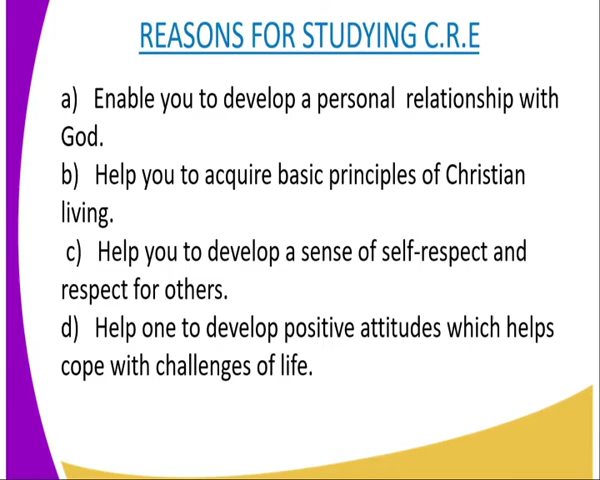 REASONS FOR STUDYING C.R.E
a) Enable you to develop a personal relationship with
God.
b) Help you to acquire basic principles of Christian
living.
c) Help you to develop a sense of self-respect and
respect for others.
d) Help one to develop positive attitudes which helps
cope with challenges of life.